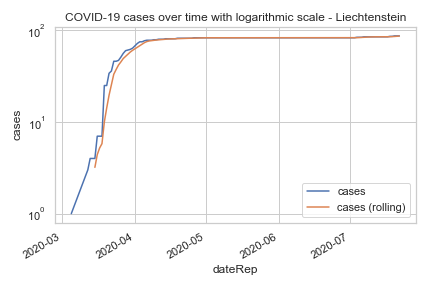 COVID-19 cases over time with logarithmic scale - Liechtenstein
10²
10¹
10⁰
cases
2020-03
2020-04
2020-05
2020-06
2020-07
dateRep
cases
cases (rolling)